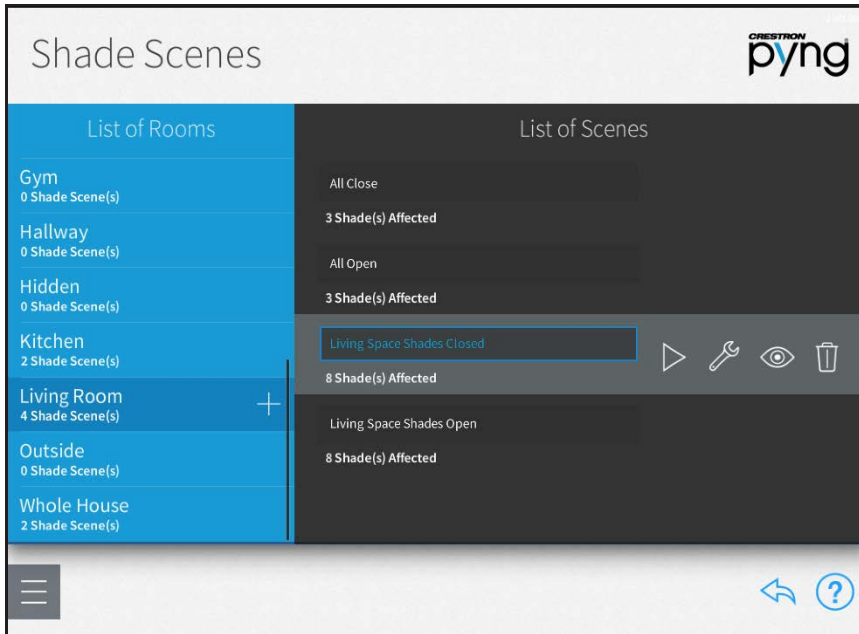 Shade Scenes
CRESTRON
pyng
List of Rooms
Gym
0 Shade Scene(s)
Hallway
0 Shade Scene(s)
Hidden
0 Shade Scene(s)
Kitchen
2 Shade Scene(s)
Living Room
4 Shade Scene(s)
Outside
0 Shade Scene(s)
Whole House
2 Shade Scene(s)
List of Scenes
All Close
3 Shade(s) Affected
All Open
3 Shade(s) Affected
Living Space Shades Closed
8 Shade(s) Affected
Living Space Shades Open
8 Shade(s) Affected
?